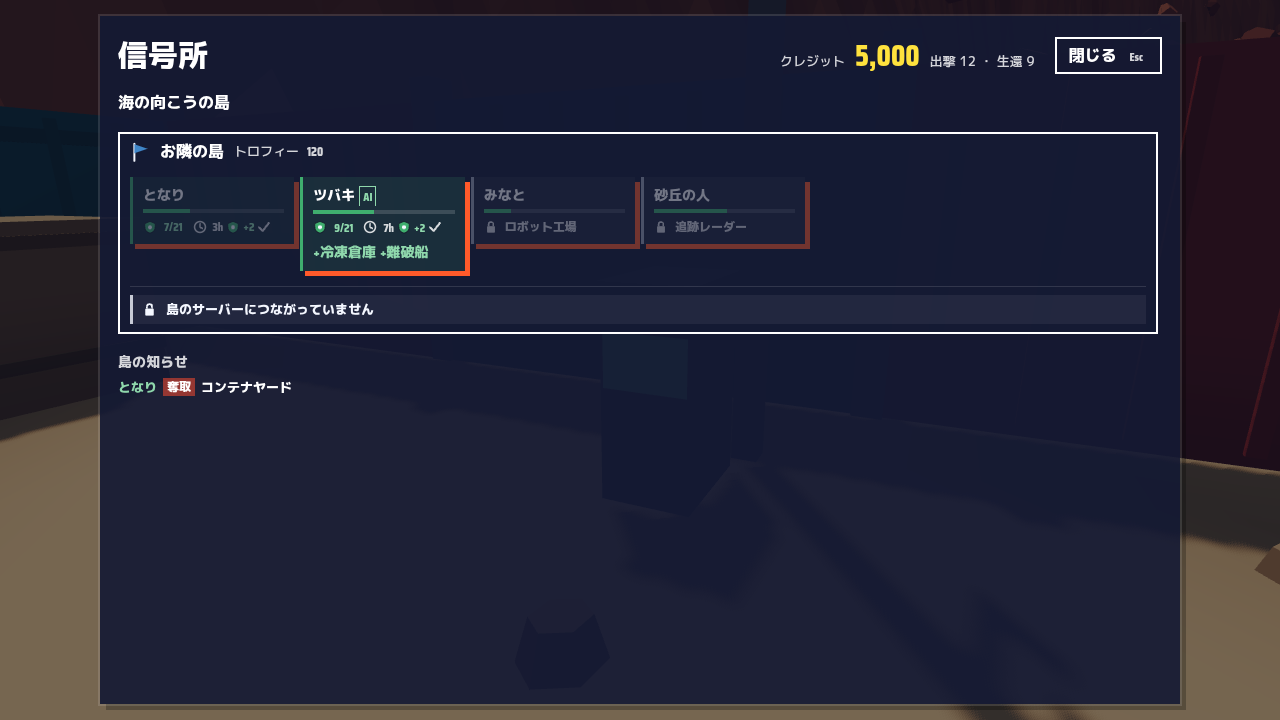 信号所
クレジット 5,000 出撃 12 · 生還 9 閉じる Esc
海の向こうの島
お隣の島 トロフィー 120
となり
7/21 3h +2
ツバキ AI
9/21 7h +2
+冷凍倉庫 +難破船
みなと
ロボット工場
砂丘の人
追跡レーダー
島のサーバーにつながっていません
島の知らせ
となり 奪取 コンテナヤード